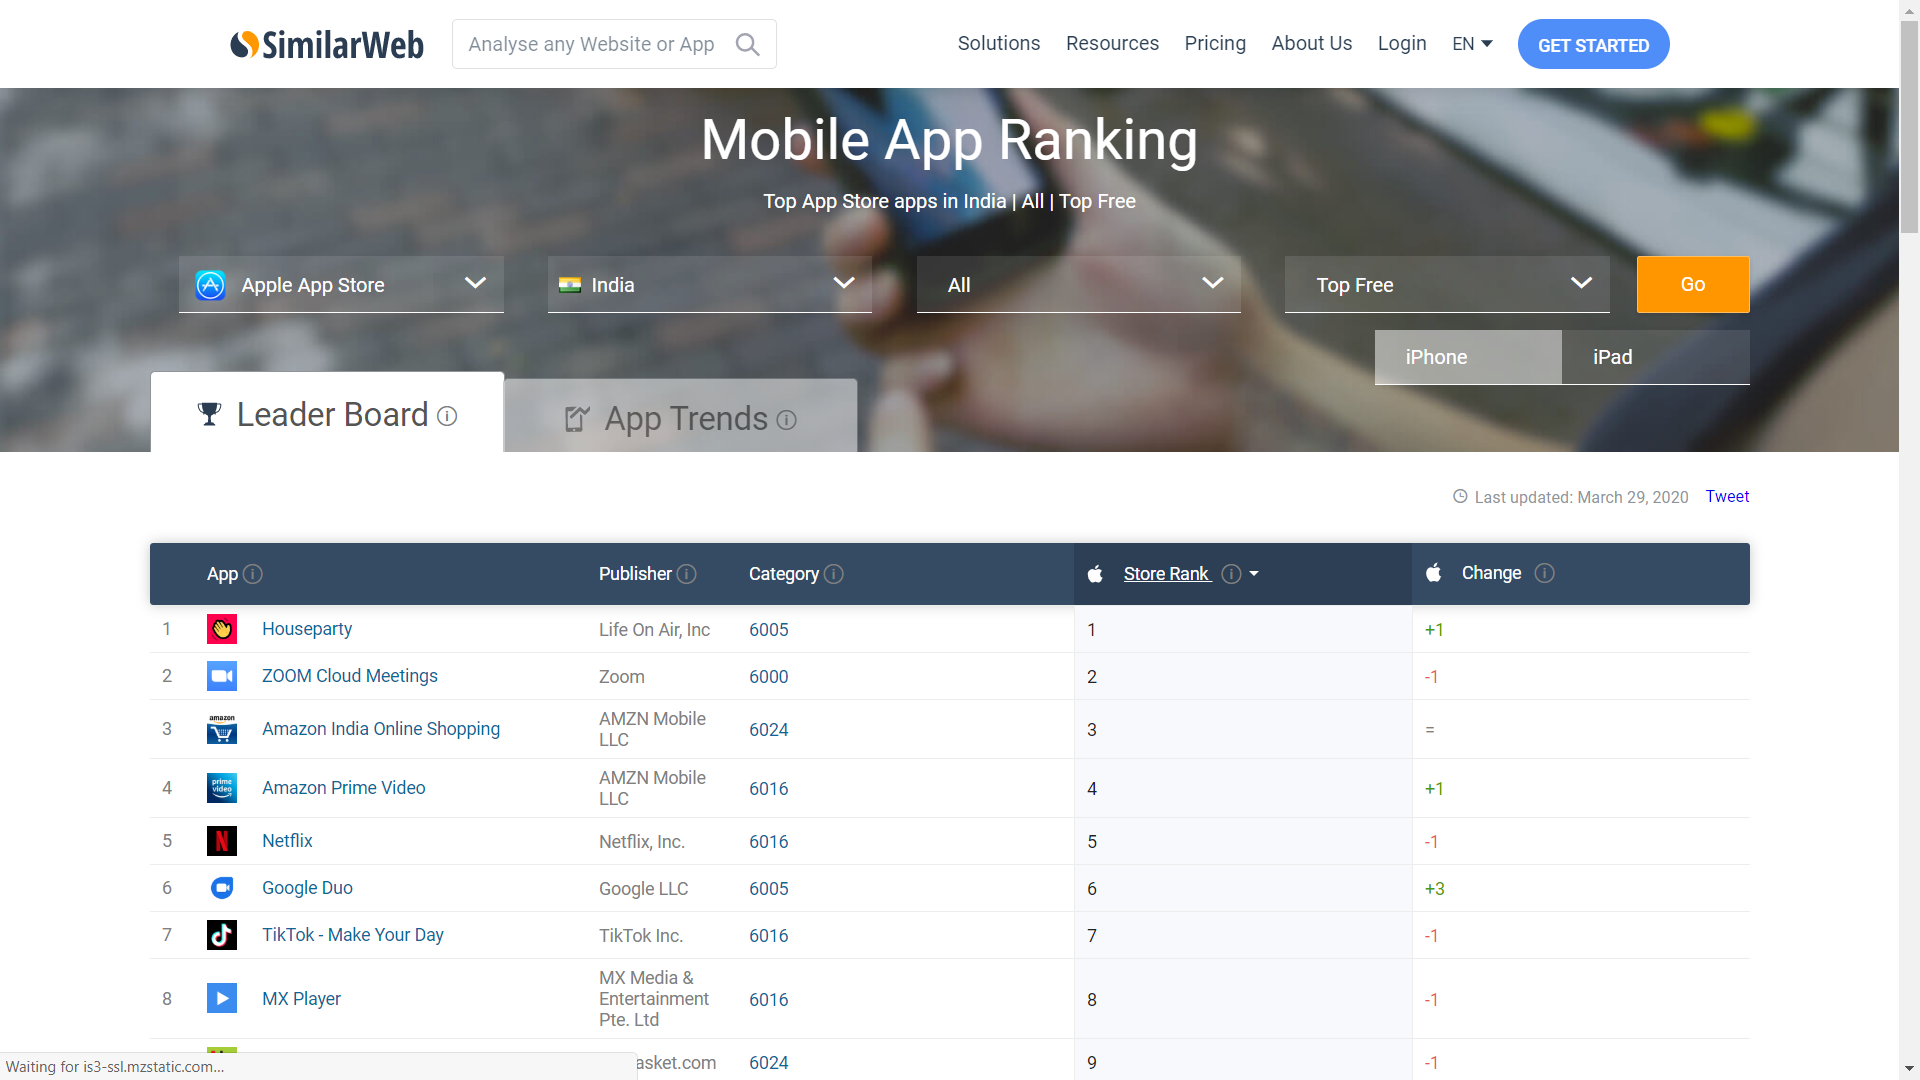 SimilarWeb
Analyse any Website or App
Solutions Resources Pricing About Us Login EN GET STARTED
Mobile App Ranking
Top App Store apps in India | All | Top Free
Apple App Store India All Top Free Go
iPhone iPad
Leader Board App Trends
Last updated: March 29, 2020 Tweet
App Publisher Category Store Rank Change
1 Houseparty Life On Air, Inc 6005 1 +1
2 ZOOM Cloud Meetings Zoom 6000 2 -1
3 amazon Amazon India Online Shopping AMZN Mobile LLC 6024 3 =
4 prime video Amazon Prime Video AMZN Mobile LLC 6016 4 +1
5 N Netflix Netflix, Inc. 6016 5 -1
6 Google Duo Google LLC 6005 6 +3
7 TikTok - Make Your Day TikTok Inc. 6016 7 -1
8 MX Player MX Media & Entertainment Pte. Ltd 6016 8 -1
asket.com 6024 9 -1
Waiting for is3-ssl.mzstatic.com...